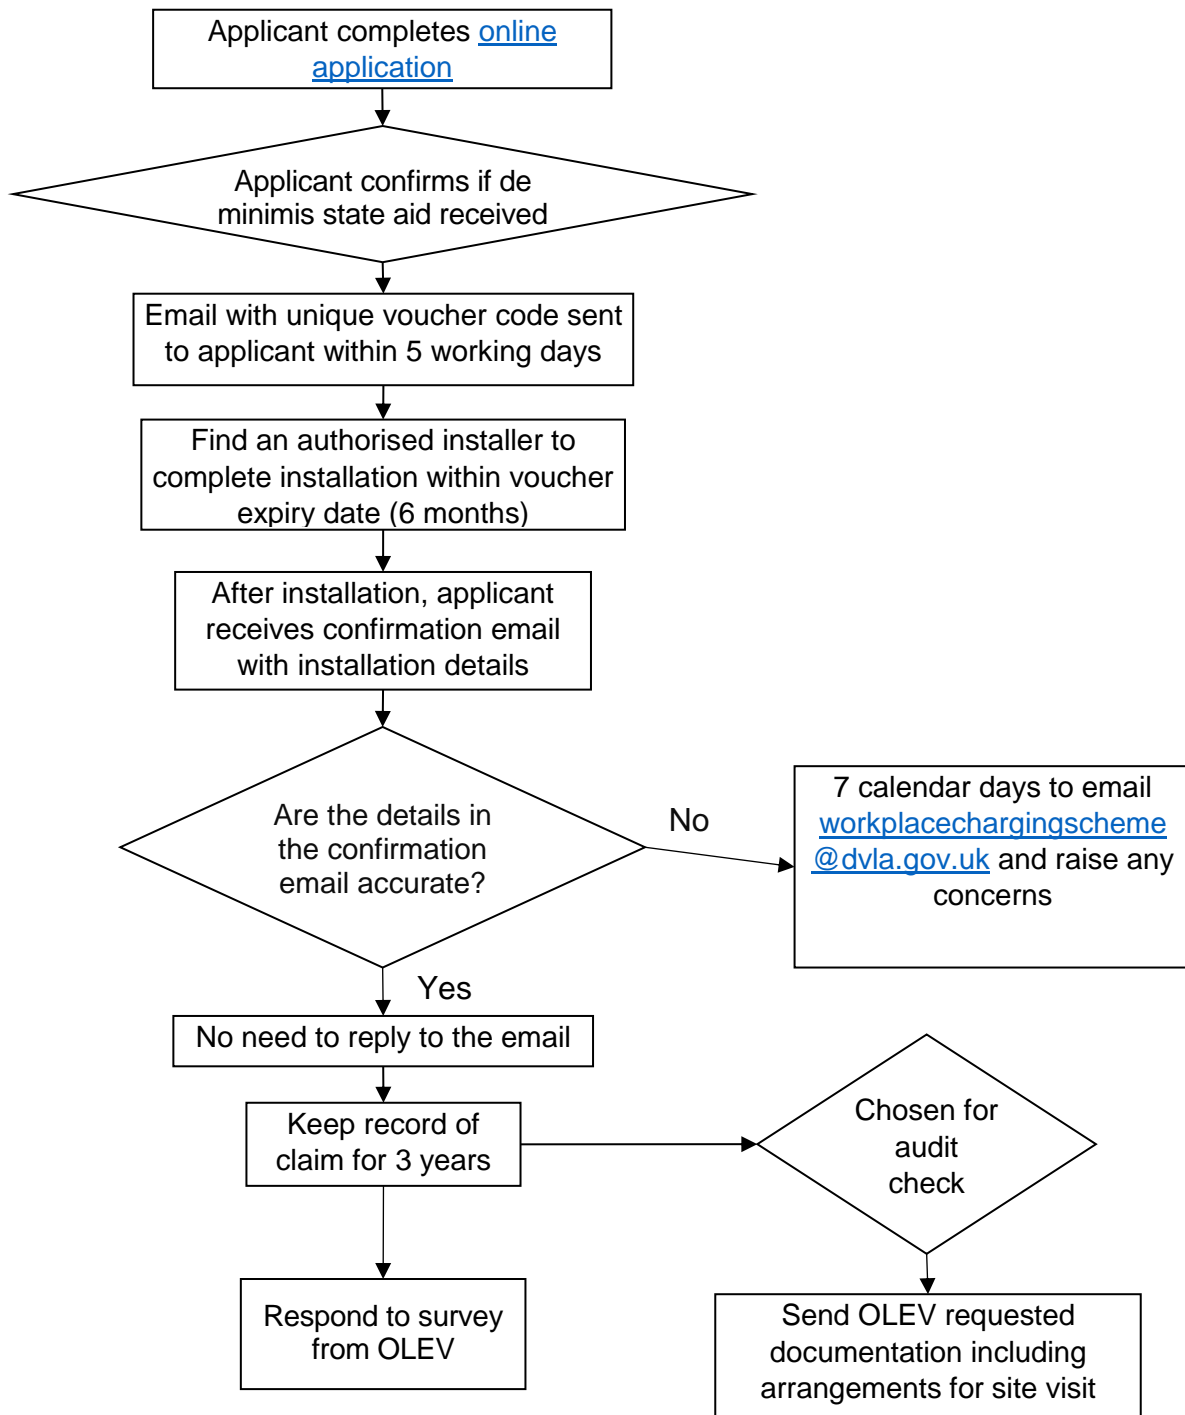 Applicant completes online
application
Applicant confirms if de
minimis state aid received
Email with unique voucher code sent
to applicant within 5 working days
Find an authorised installer to
complete installation within voucher
expiry date (6 months)
After installation, applicant
receives confirmation email
with installation details
Are the details in
the confirmation
email accurate?
No
7 calendar days to email
workplacechargingscheme
@dvla.gov.uk and raise any
concerns
Yes
No need to reply to the email
Keep record of
claim for 3 years
Chosen for
audit
check
Respond to survey
from OLEV
Send OLEV requested
documentation including
arrangements for site visit